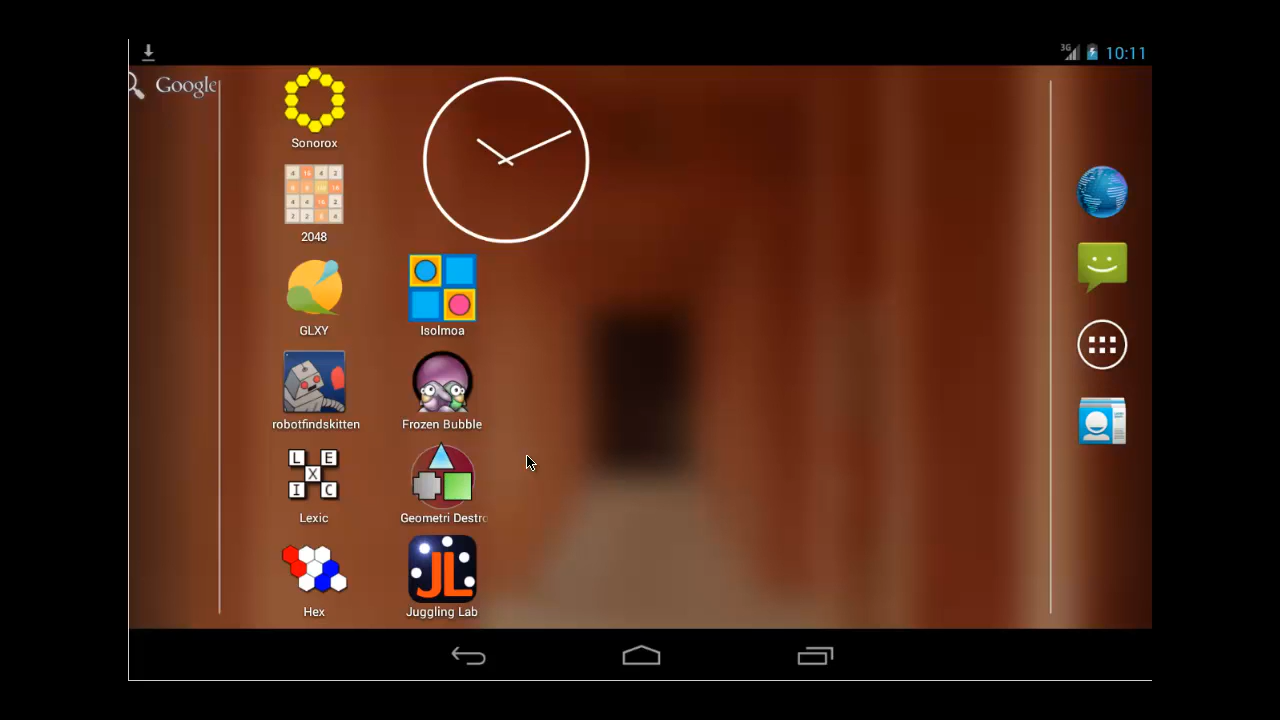 3G 10:11
Google
Sonorox
2048
GLXY
Isolmoa
robotfindskitten
Frozen Bubble
L E
X
I C
Lexic
Geometri Destro
Hex
JL
Juggling Lab